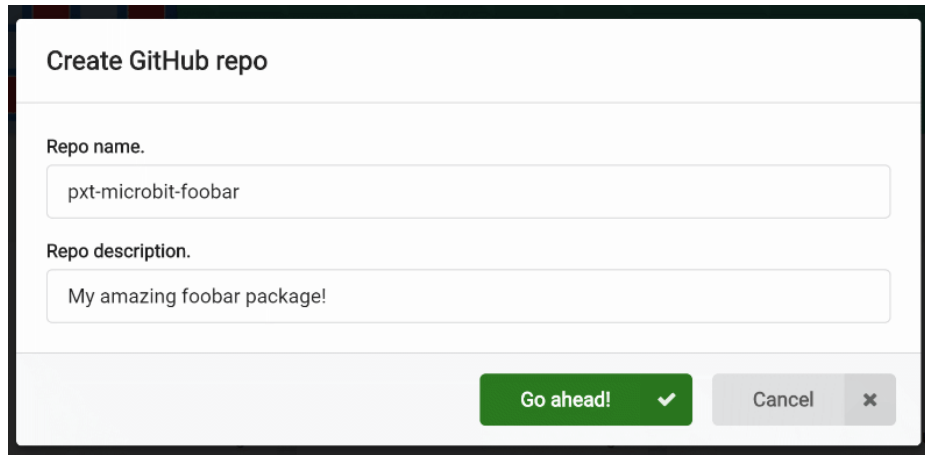 Create GitHub repo
Repo name.
pxt-microbit-foobar
Repo description.
My amazing foobar package!
Go ahead!
Cancel